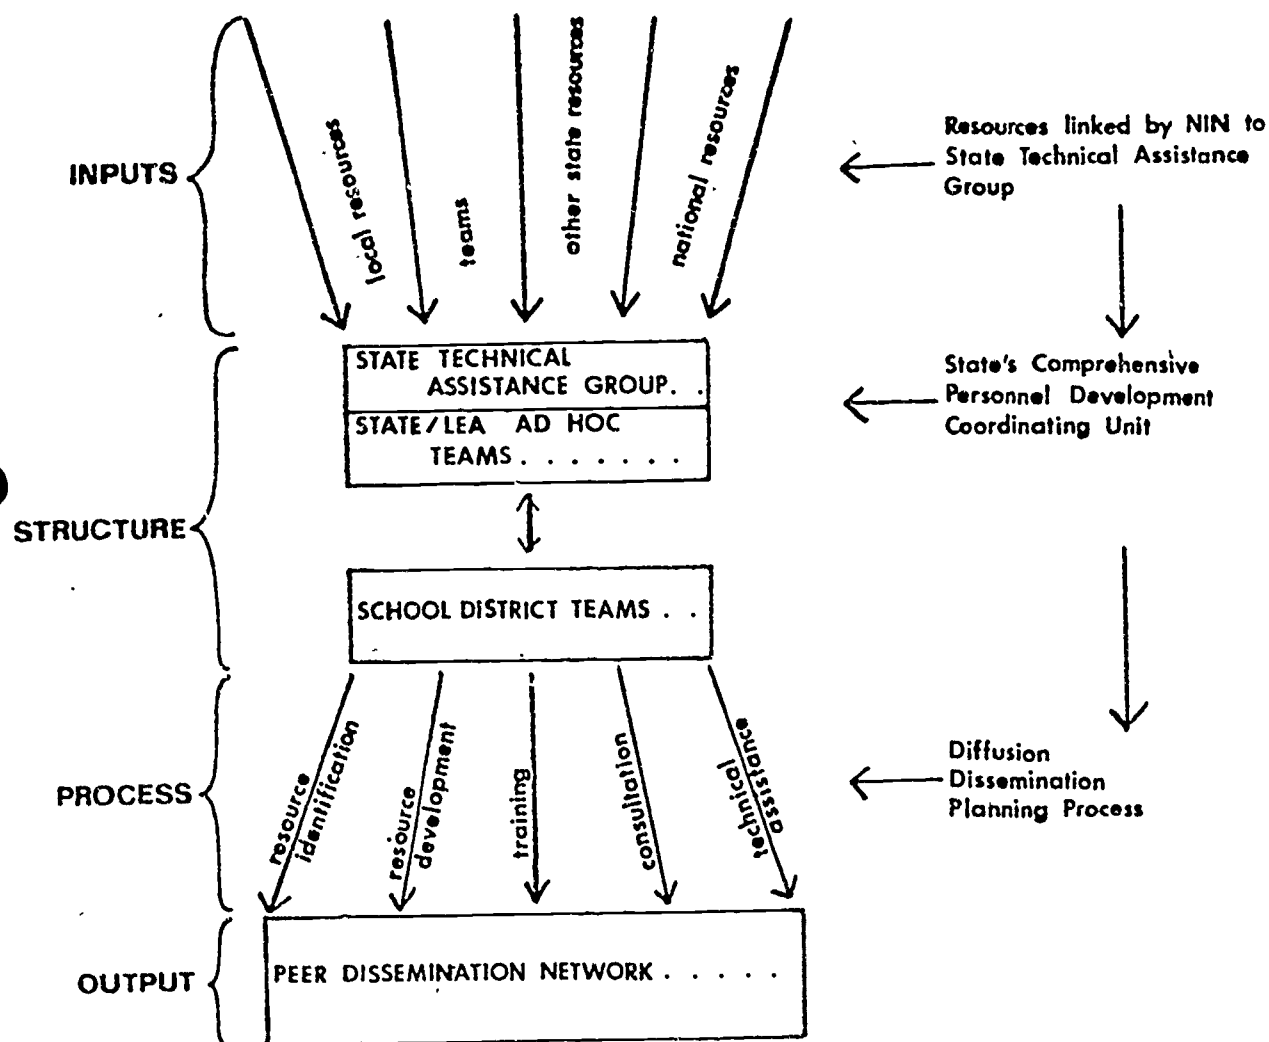 INPUTS
local resources
teams
other state resources
national resources
Resources linked by NIN to
State Technical Assistance
Group
STATE TECHNICAL
ASSISTANCE GROUP. .
STATE/LEA AD HOC
TEAMS . . . . . . .
State's Comprehensive
Personnel Development
Coordinating Unit
STRUCTURE
SCHOOL DISTRICT TEAMS . .
PROCESS
resource
identification
resource
development
training
consultation
technical
assistance
Diffusion
Dissemination
Planning Process
OUTPUT
PEER DISSEMINATION NETWORK . . . . .